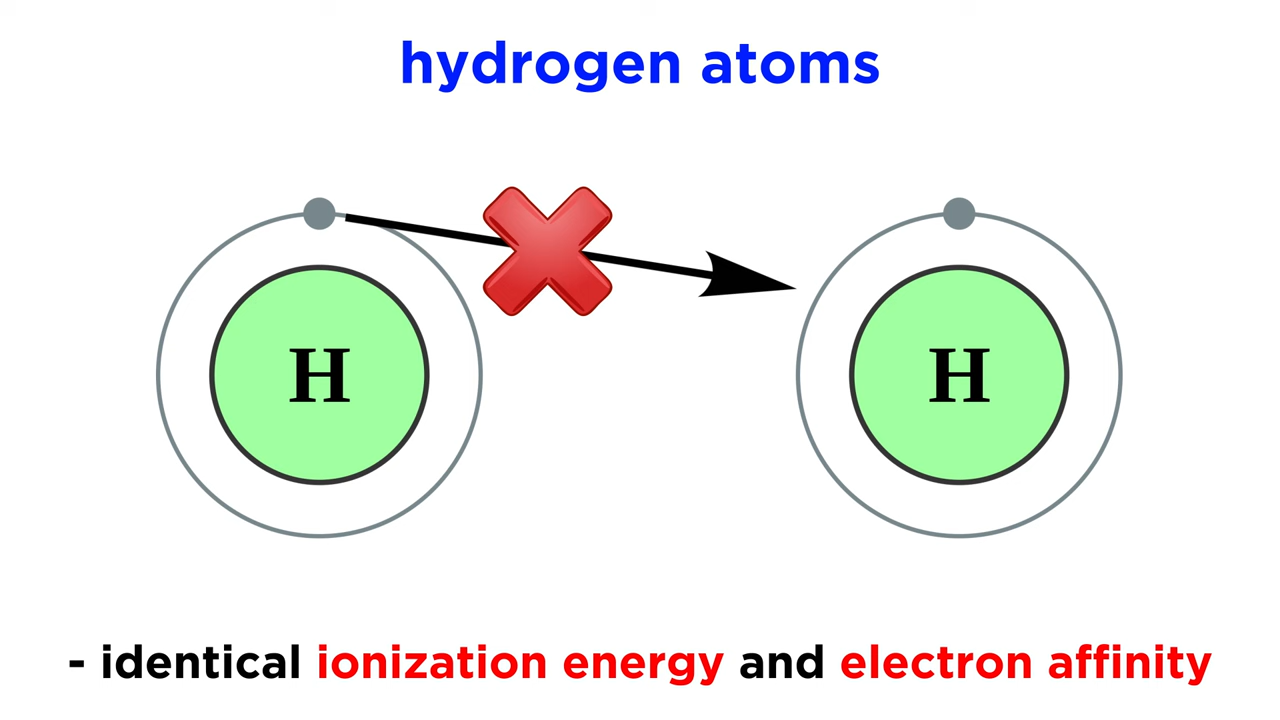 hydrogen atoms
H H
- identical ionization energy and electron affinity